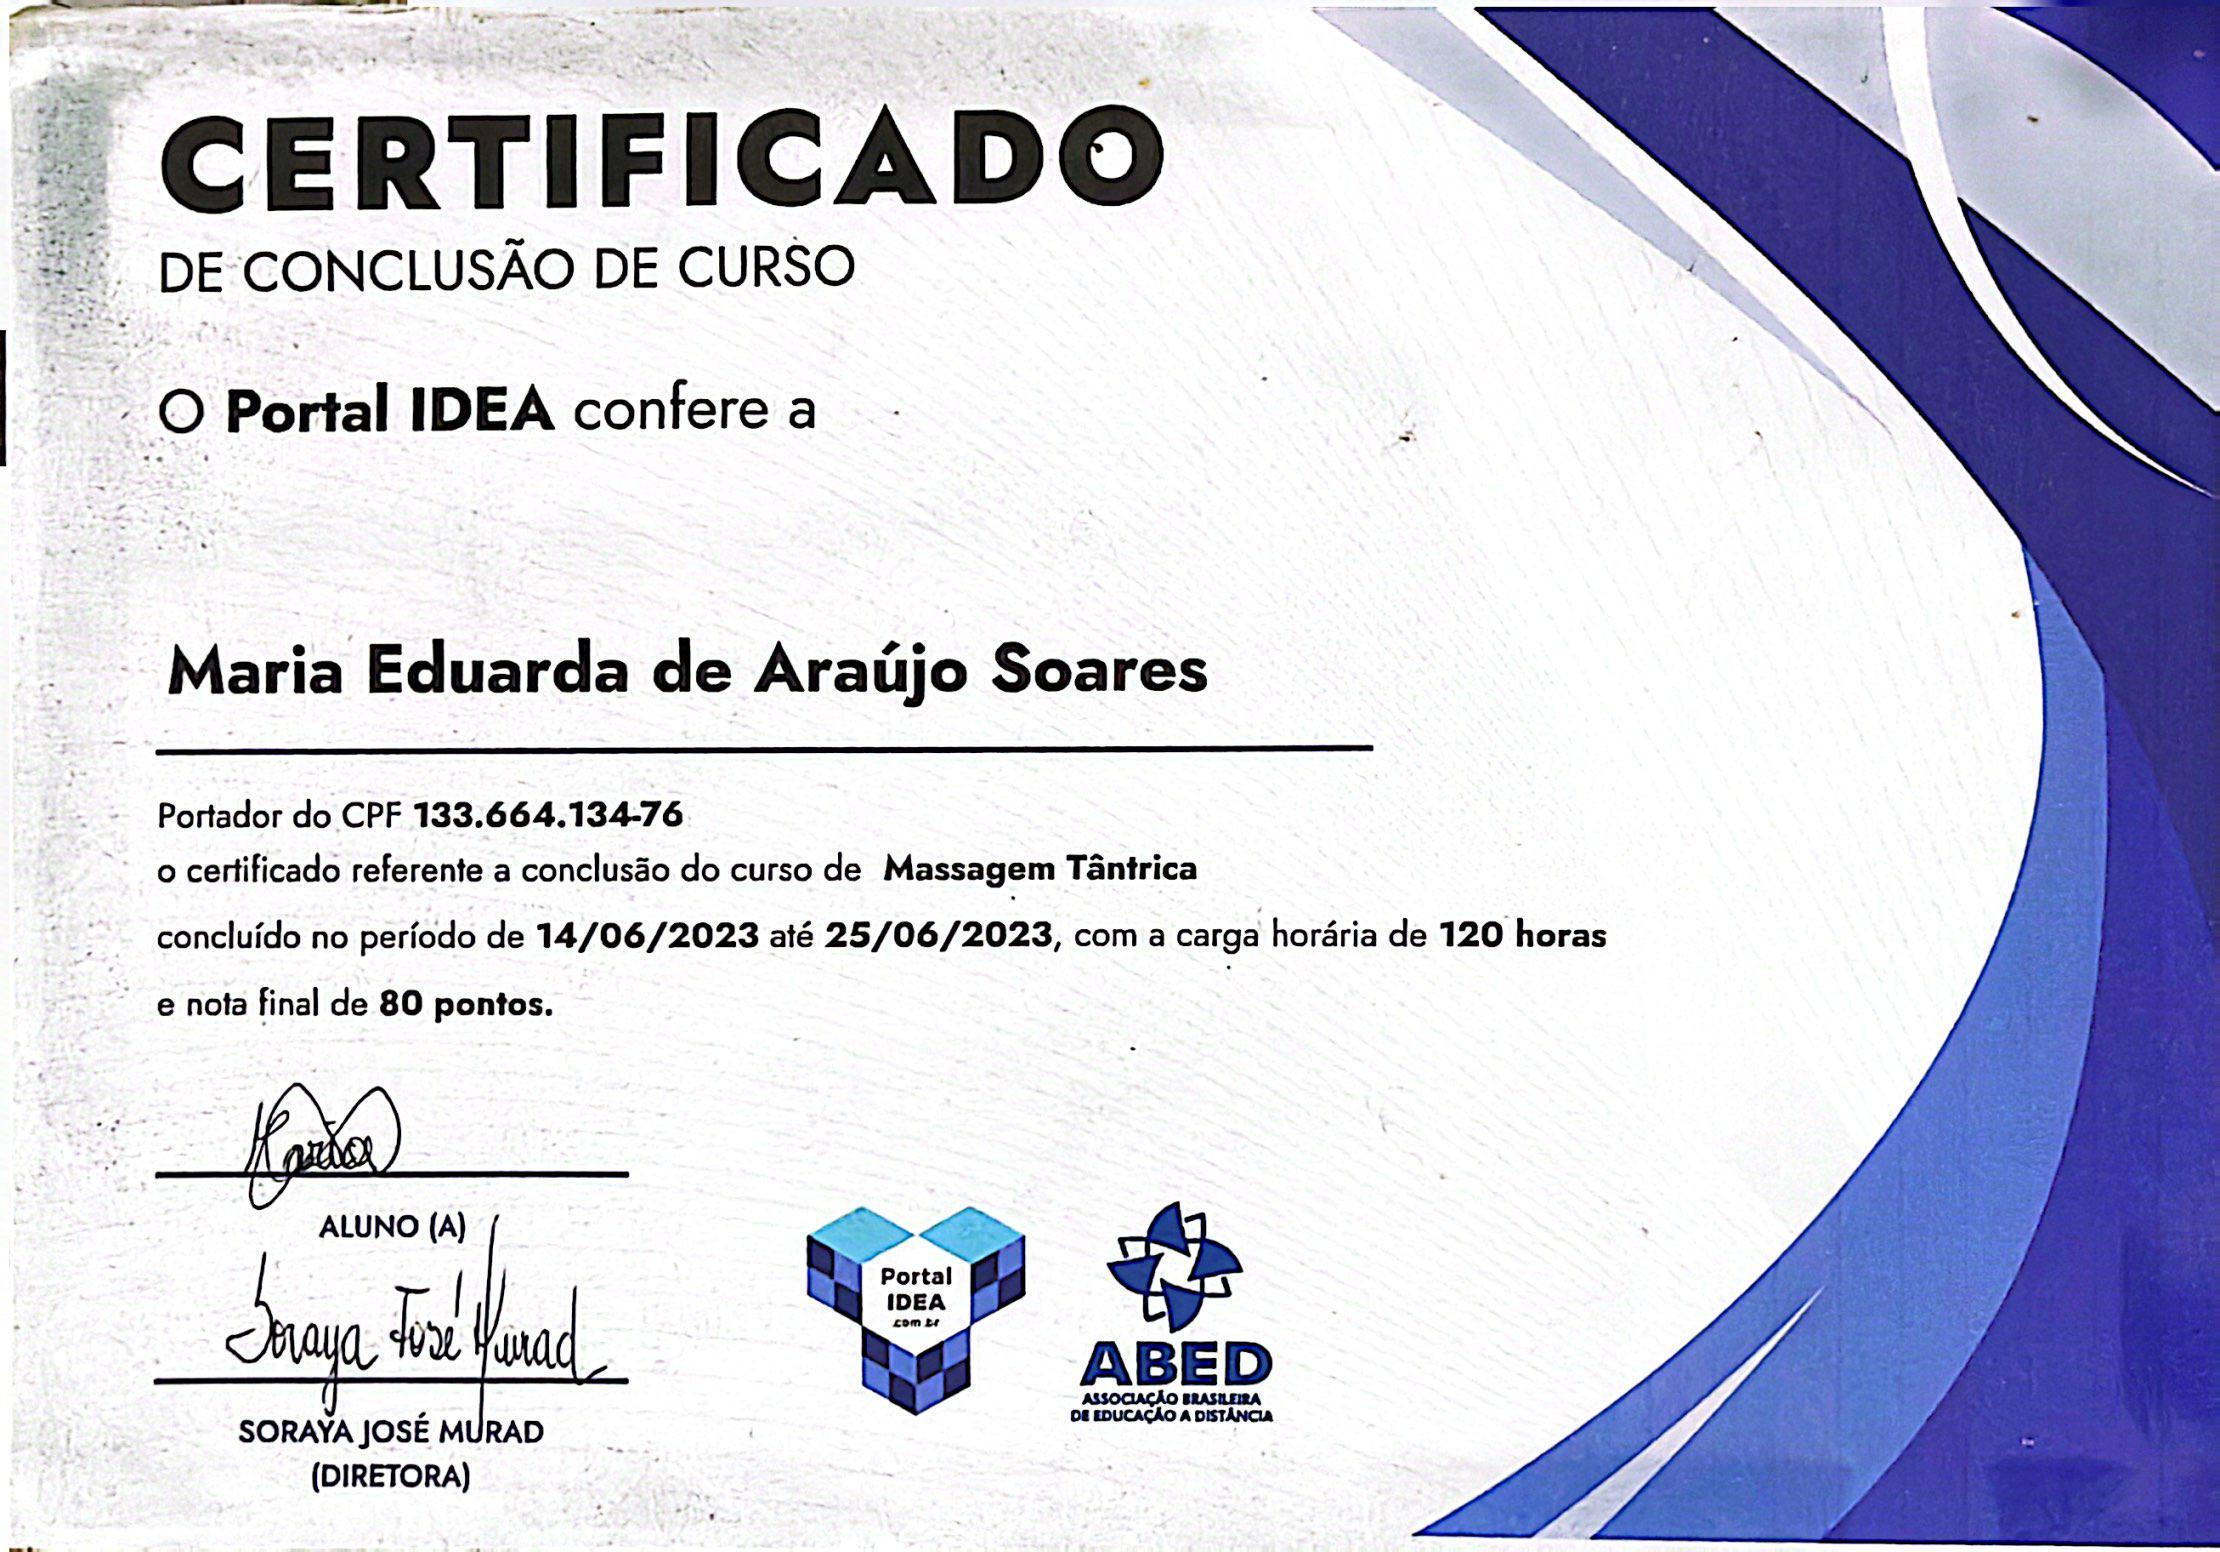 CERTIFICADO
DE CONCLUSÃO DE CURSO
O Portal IDEA confere a
Maria Eduarda de Araújo Soares
Portador do CPF 133.664.134-76
o certificado referente a conclusão do curso de Massagem Tântrica
concluído no período de 14/06/2023 até 25/06/2023, com a carga horária de 120 horas
e nota final de 80 pontos.
Maria
ALUNO (A)
Soraya José Murad
SORAYA JOSÉ MURAD
(DIRETORA)
Portal
IDEA
.com.br
ABED
ASSOCIAÇÃO BRASILEIRA
DE EDUCAÇÃO A DISTÂNCIA